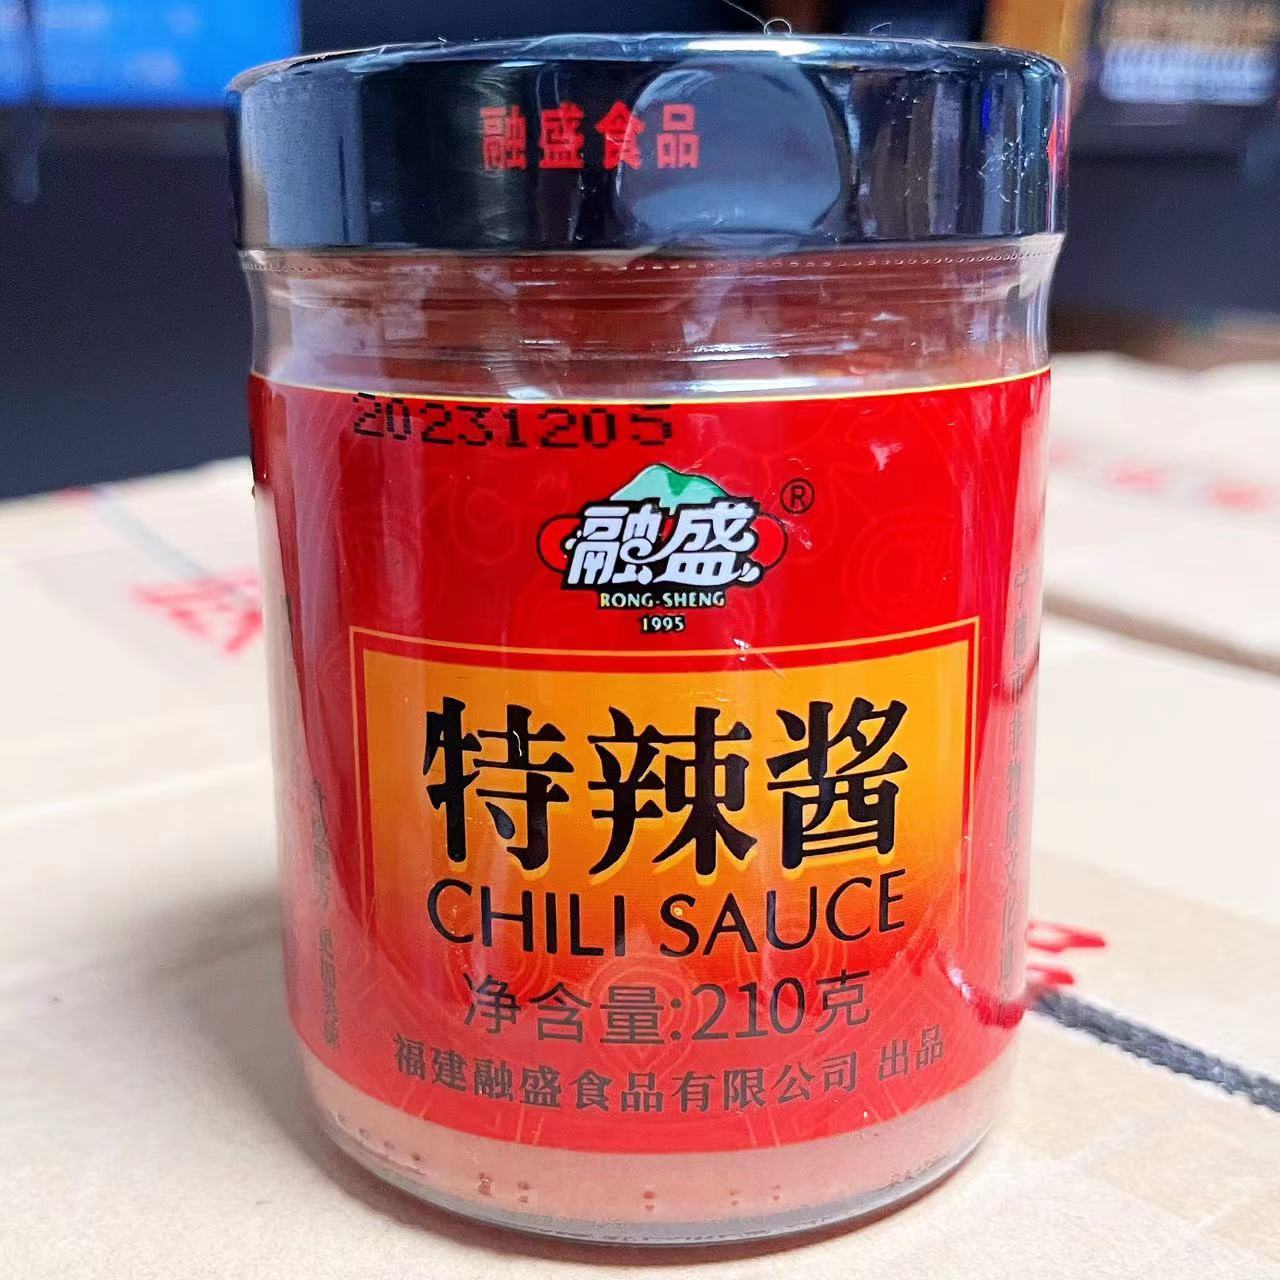 融盛食品
20231205
融盛
®
RONG-SHENG
1995
特辣酱
CHILI SAUCE
净含量:210克
福建融盛食品有限公司 出品